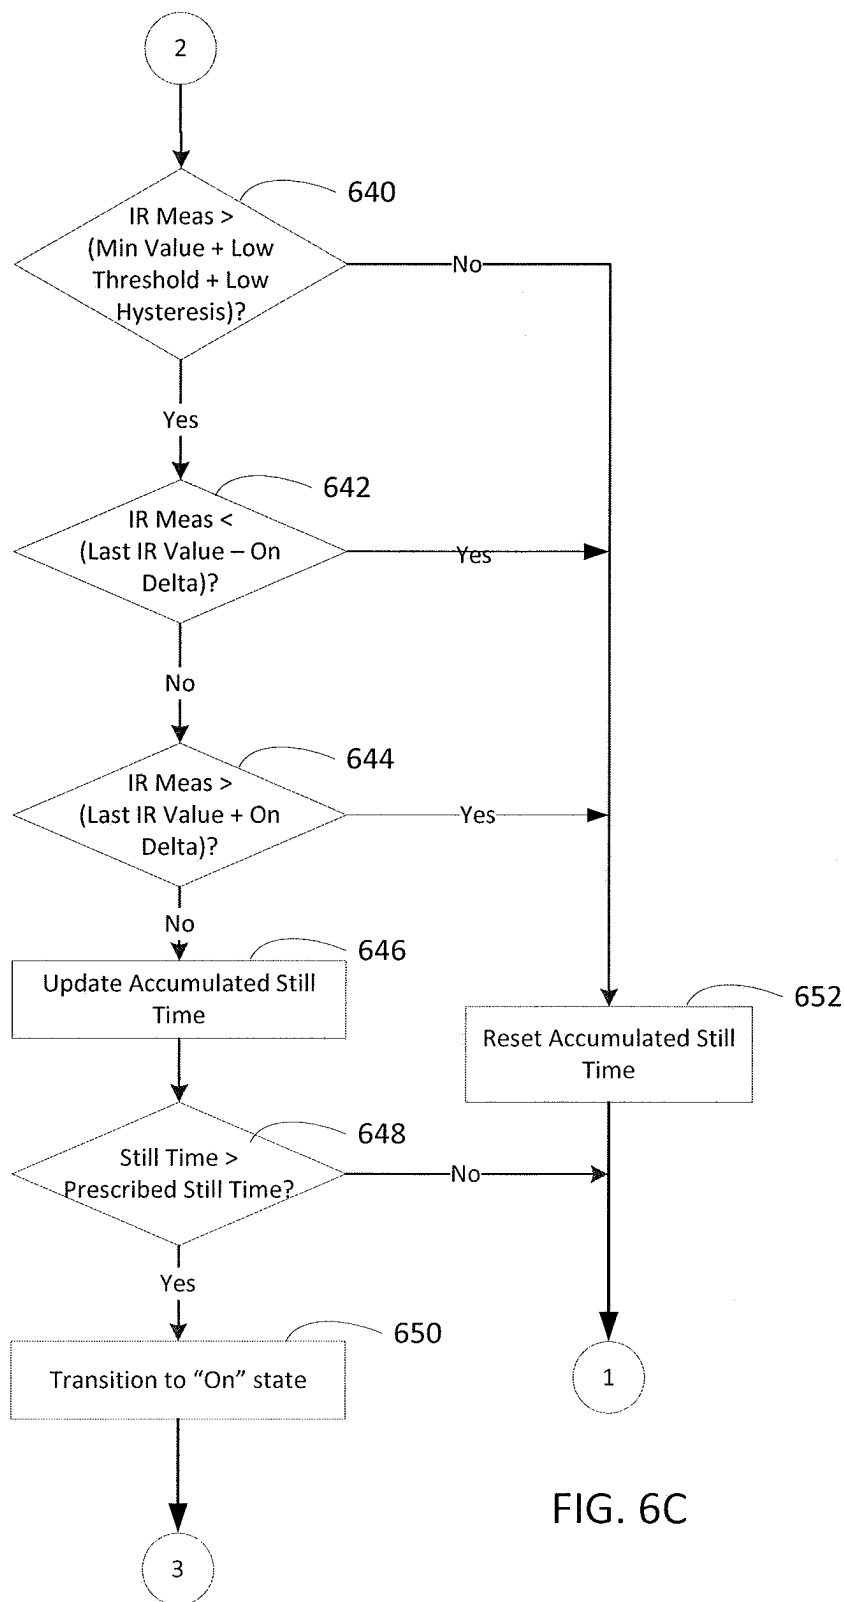 2
640
IR Meas >
(Min Value + Low
Threshold + Low
Hysteresis)?
No
Yes
642
IR Meas <
(Last IR Value – On
Delta)?
Yes
No
644
IR Meas >
(Last IR Value + On
Delta)?
Yes
No
646
Update Accumulated Still
Time
652
Reset Accumulated Still
Time
648
Still Time >
Prescribed Still Time?
No
Yes
650
Transition to “On” state
1
3
FIG. 6C